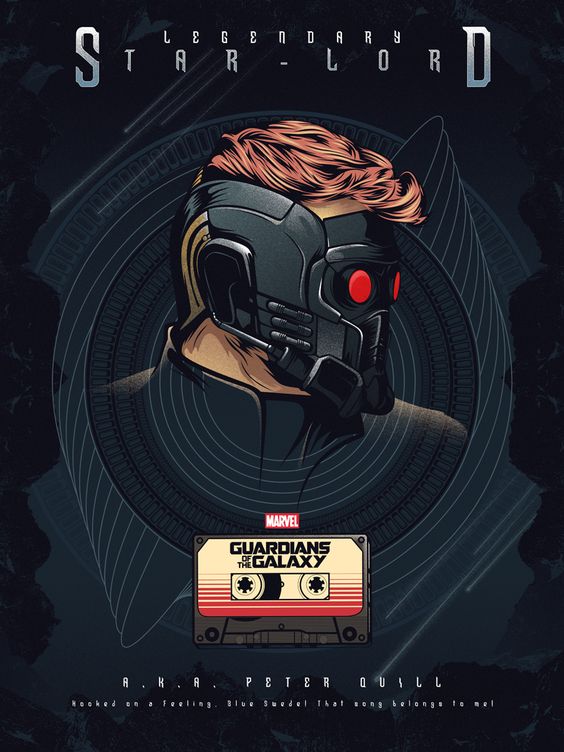 LEGENDARY
STAR-LORD
MARVEL
GUARDIANS
OF THE GALAXY
A.K.A. PETER QUILL
Hooked on a Feeling, Blue Swede! That song belongs to me!